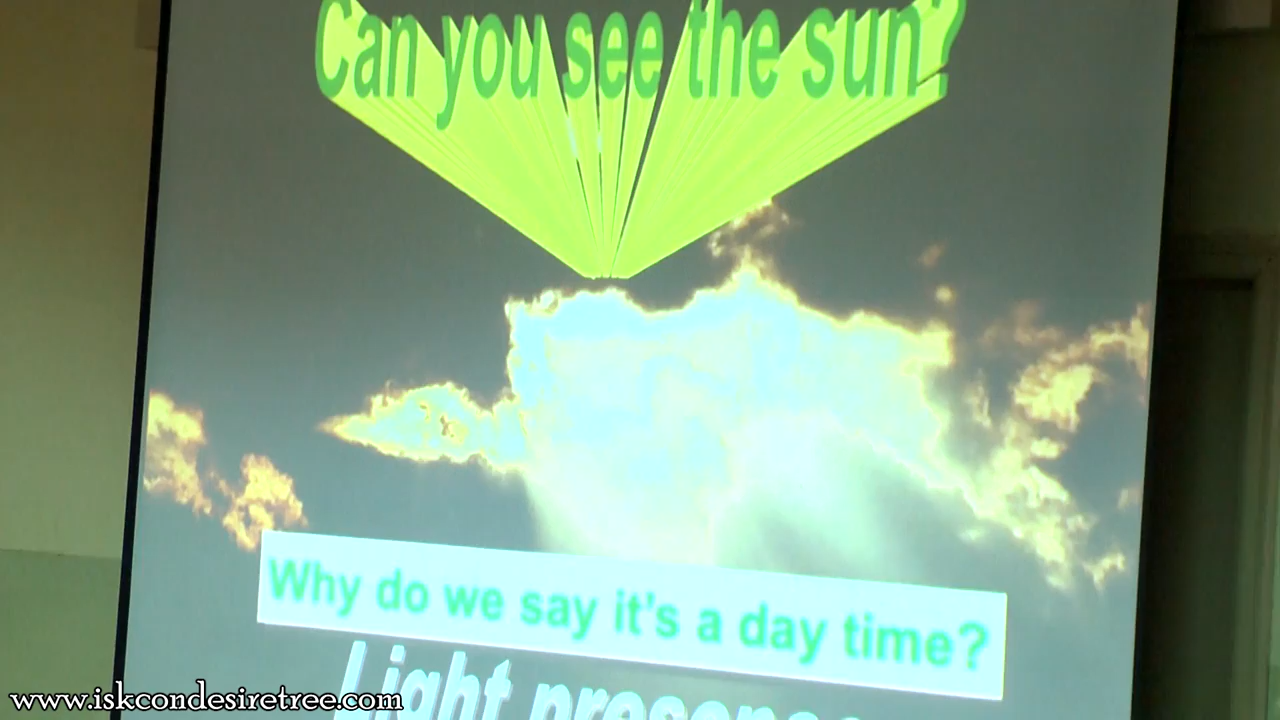 Can you see the sun?
Why do we say it's a day time?
Light
www.iskcondesiretree.com